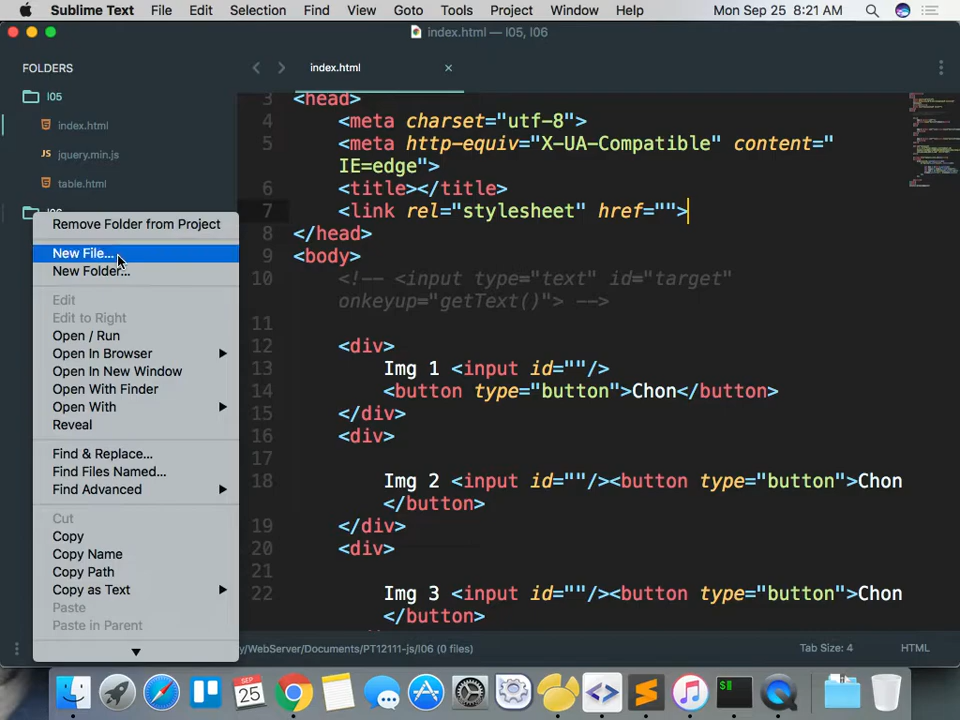 Sublime Text File Edit Selection Find View Goto Tools Project Window Help Mon Sep 25 8:21 AM
index.html — l05, l06
FOLDERS
index.html
l05
index.html
jquery.min.js
table.html
Remove Folder from Project
New File...
New Folder...
Edit
Edit to Right
Open / Run
Open In Browser
Open In New Window
Open With Finder
Open With
Reveal
Find & Replace...
Find Files Named...
Find Advanced
Cut
Copy
Copy Name
Copy Path
Copy as Text
Paste
Paste in Parent
3 <head>
4 <meta charset="utf-8">
5 <meta http-equiv="X-UA-Compatible" content="
IE=edge">
6 <title></title>
7 <link rel="stylesheet" href="">
8 </head>
9 <body>
10 <!-- <input type="text" id="target"
onkeyup="getText()"> -->
11
12 <div>
13 Img 1 <input id=""/>
14 <button type="button">Chon</button>
15 </div>
16 <div>
17
18 Img 2 <input id=""/><button type="button">Chon
</button>
19 </div>
20 <div>
21
22 Img 3 <input id=""/><button type="button">Chon
</button>
y/WebServer/Documents/PT12111-js/l06 (0 files) Tab Size: 4 HTML
SEP
25